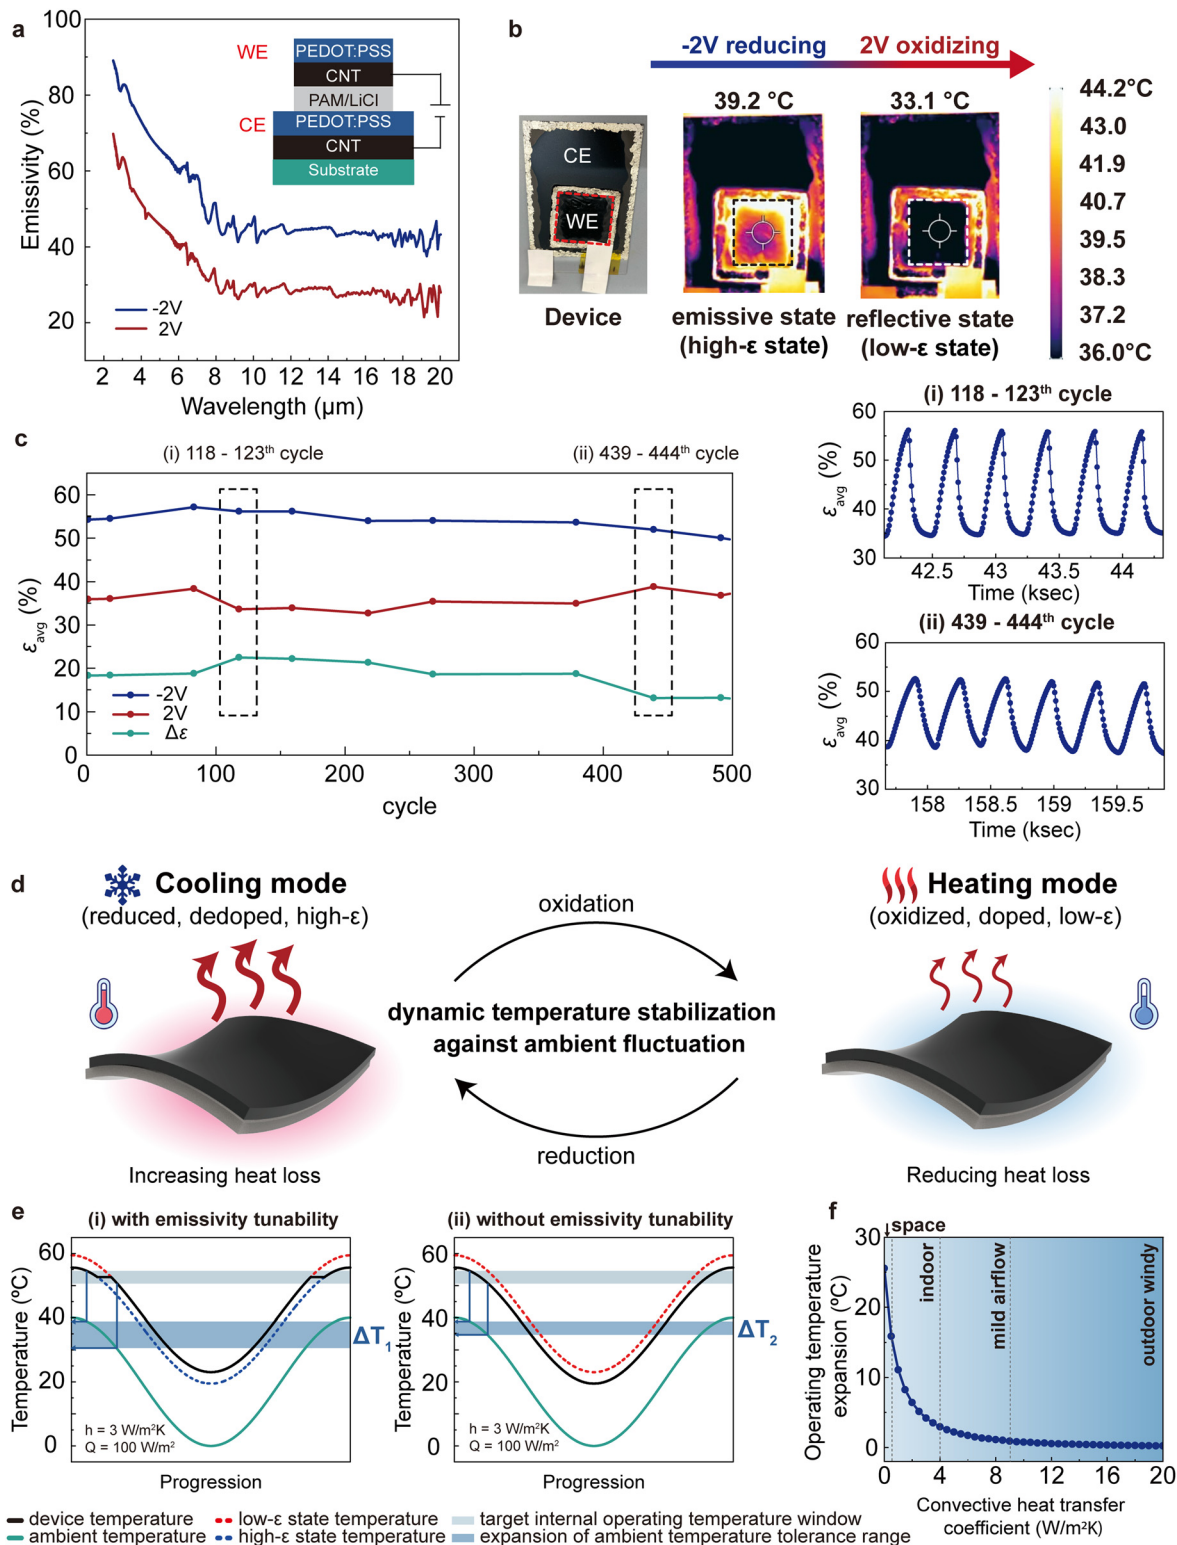 a
100
80
60
40
20
Emissivity (%)
2 4 6 8 10 12 14 16 18 20
Wavelength (µm)
-2V
2V
WE
PEDOT:PSS
CNT
PAM/LiCl
CE
PEDOT:PSS
CNT
Substrate
b
-2V reducing 2V oxidizing
39.2 °C 33.1 °C
CE
WE
Device
emissive state
(high-ε state)
reflective state
(low-ε state)
44.2°C
43.0
41.9
40.7
39.5
38.3
37.2
36.0°C
c
(i) 118 - 123th cycle
(ii) 439 - 444th cycle
60
50
40
30
20
10
0
εavg (%)
-2V
2V
Δε
0 100 200 300 400 500
cycle
(i) 118 - 123th cycle
60
50
40
30
εavg (%)
42.5 43 43.5 44
Time (ksec)
(ii) 439 - 444th cycle
60
50
40
30
εavg (%)
158 158.5 159 159.5
Time (ksec)
d
Cooling mode
(reduced, dedoped, high-ε)
Increasing heat loss
oxidation
dynamic temperature stabilization
against ambient fluctuation
reduction
Heating mode
(oxidized, doped, low-ε)
Reducing heat loss
e
(i) with emissivity tunability
60
40
20
0
Temperature (ºC)
h = 3 W/m²K
Q = 100 W/m²
ΔT1
Progression
(ii) without emissivity tunability
60
40
20
0
Temperature (ºC)
h = 3 W/m²K
Q = 100 W/m²
ΔT2
Progression
device temperature
low-ε state temperature
target internal operating temperature window
ambient temperature
high-ε state temperature
expansion of ambient temperature tolerance range
f
space
indoor
mild airflow
outdoor windy
30
20
10
0
Operating temperature
expansion (ºC)
0 4 8 12 16 20
Convective heat transfer
coefficient (W/m²K)